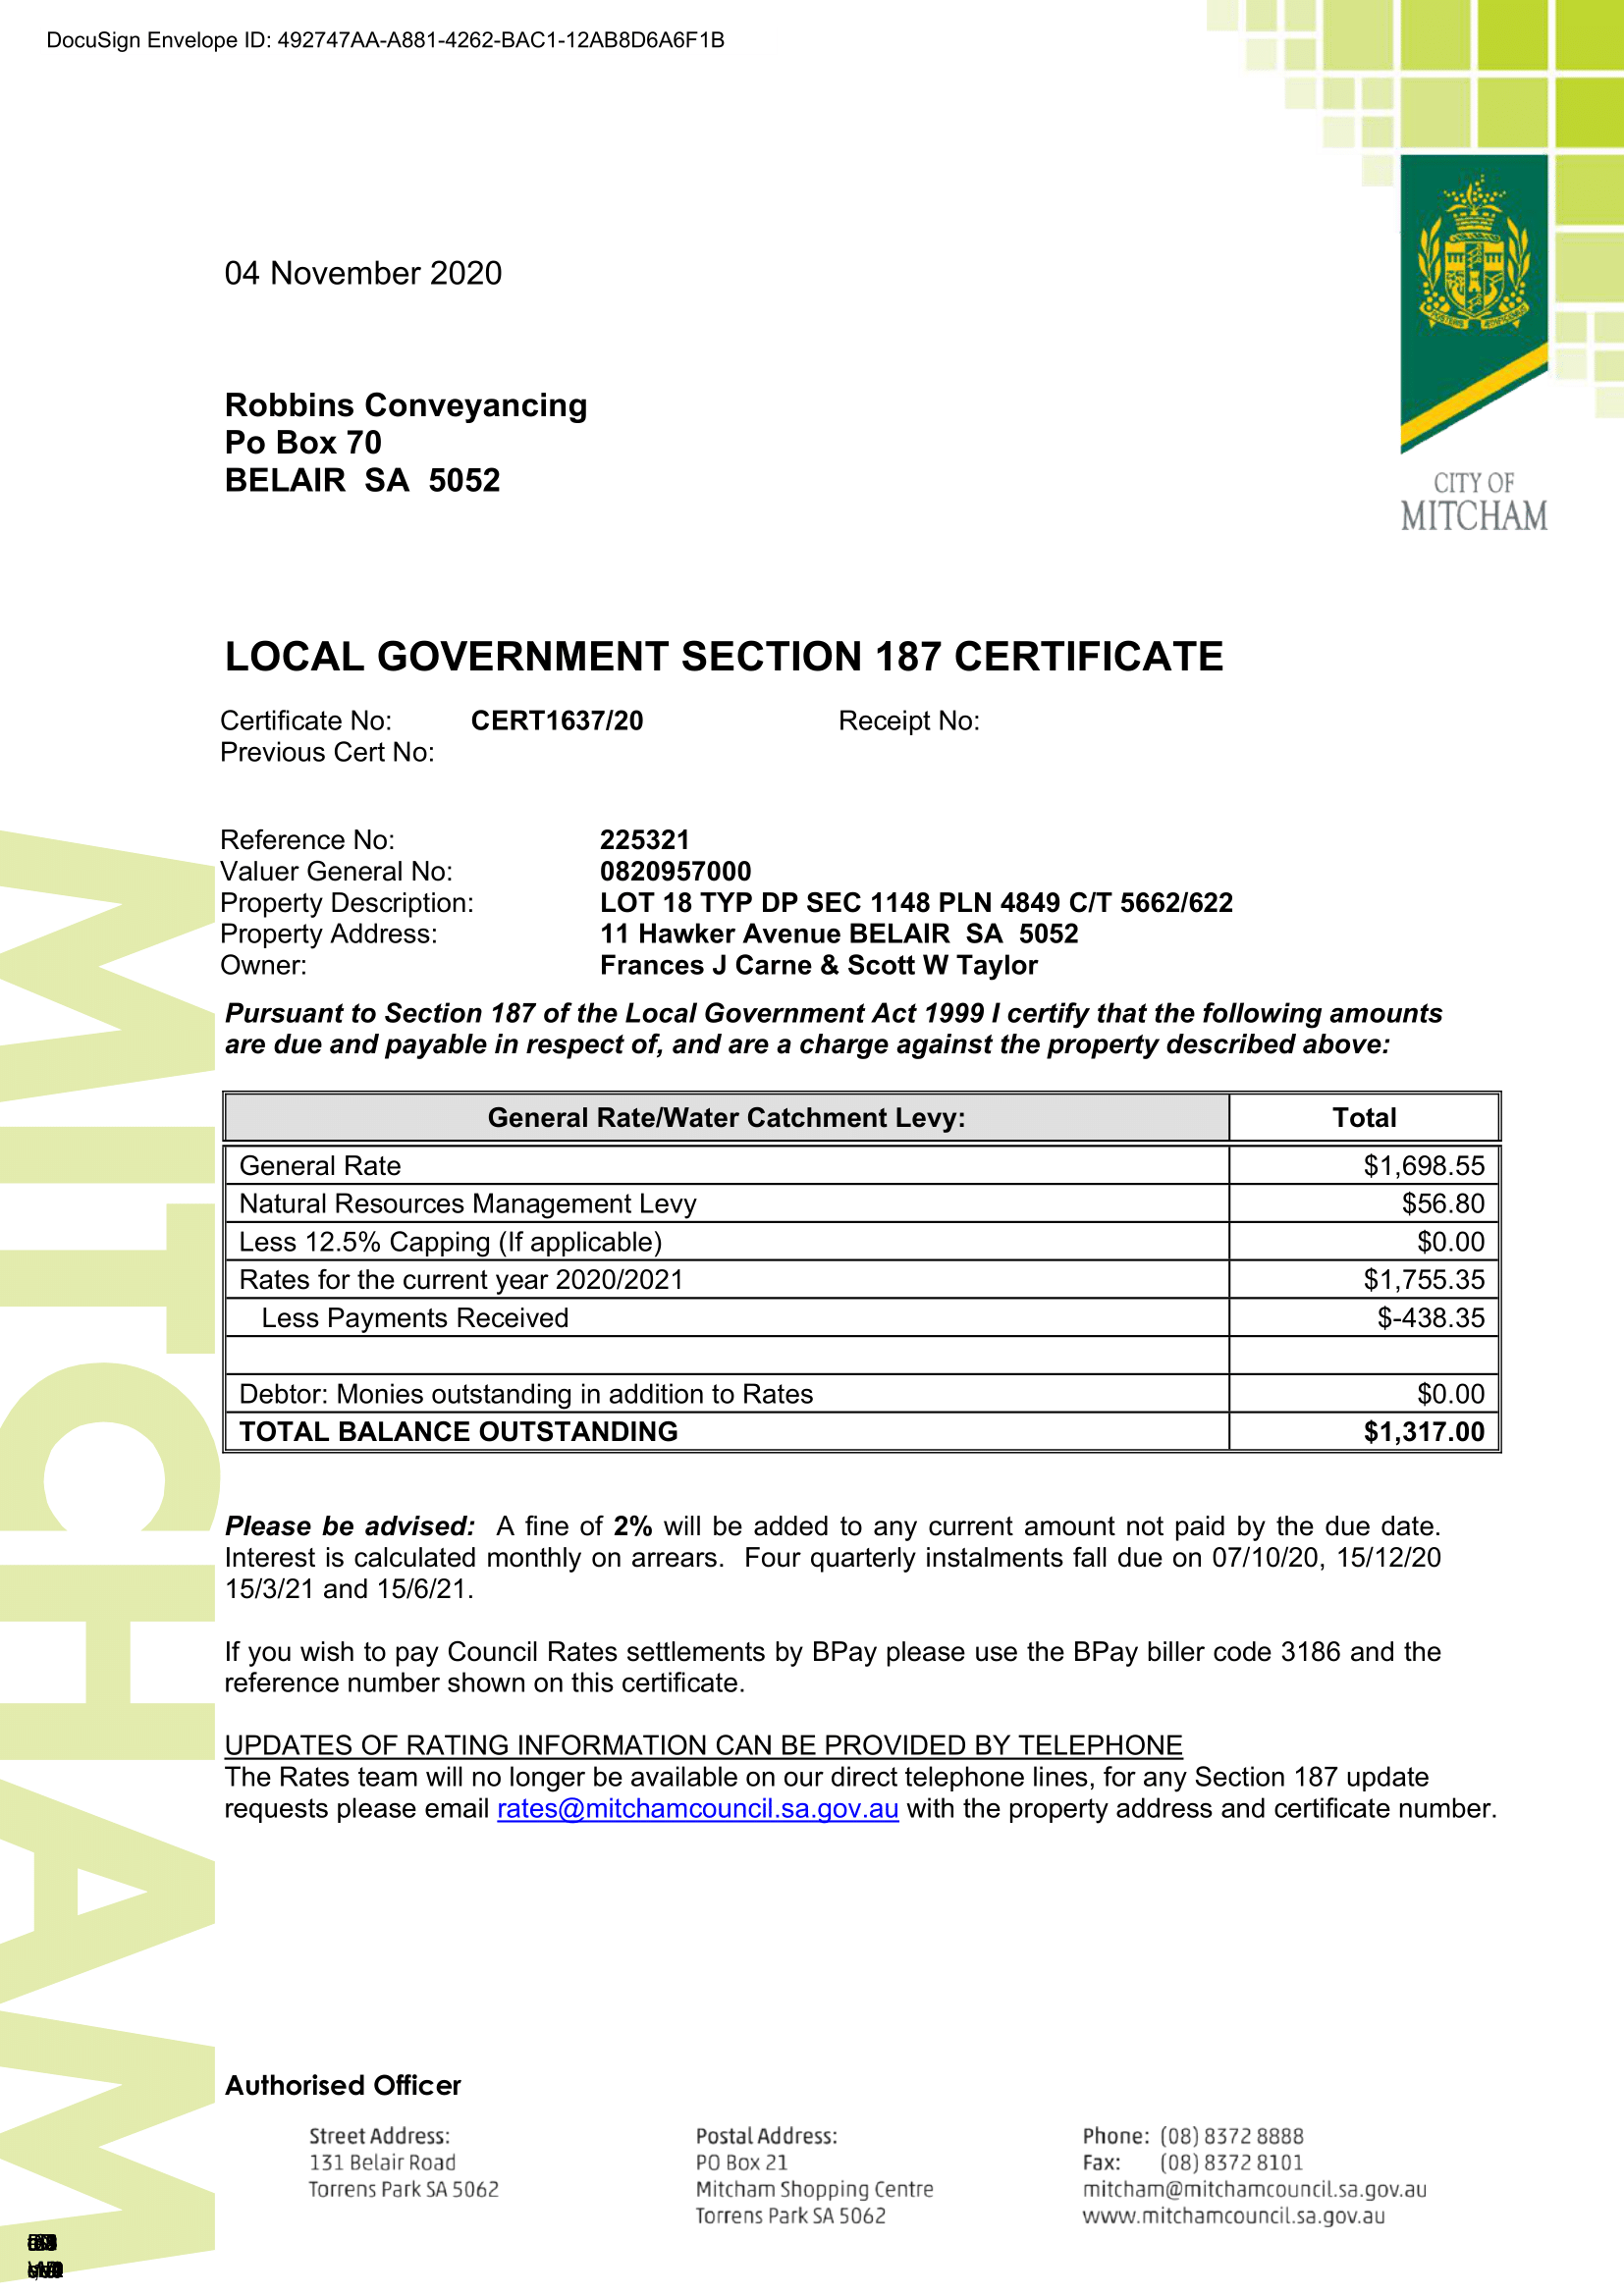 DocuSign Envelope ID: 492747AA-A881-4262-BAC1-12AB8D6A6F1B
04 November 2020
Robbins Conveyancing
Po Box 70
BELAIR SA 5052
CITY OF
MITCHAM
LOCAL GOVERNMENT SECTION 187 CERTIFICATE
Certificate No: CERT1637/20 Receipt No:
Previous Cert No:
Reference No: 225321
Valuer General No: 0820957000
Property Description: LOT 18 TYP DP SEC 1148 PLN 4849 C/T 5662/622
Property Address: 11 Hawker Avenue BELAIR SA 5052
Owner: Frances J Carne & Scott W Taylor
Pursuant to Section 187 of the Local Government Act 1999 I certify that the following amounts
are due and payable in respect of, and are a charge against the property described above:
General Rate/Water Catchment Levy: Total
General Rate $1,698.55
Natural Resources Management Levy $56.80
Less 12.5% Capping (If applicable) $0.00
Rates for the current year 2020/2021 $1,755.35
Less Payments Received $-438.35
Debtor: Monies outstanding in addition to Rates $0.00
TOTAL BALANCE OUTSTANDING $1,317.00
Please be advised: A fine of 2% will be added to any current amount not paid by the due date.
Interest is calculated monthly on arrears. Four quarterly instalments fall due on 07/10/20, 15/12/20
15/3/21 and 15/6/21.
If you wish to pay Council Rates settlements by BPay please use the BPay biller code 3186 and the
reference number shown on this certificate.
UPDATES OF RATING INFORMATION CAN BE PROVIDED BY TELEPHONE
The Rates team will no longer be available on our direct telephone lines, for any Section 187 update
requests please email rates@mitchamcouncil.sa.gov.au with the property address and certificate number.
MITCHAM
Authorised Officer
Street Address:
131 Belair Road
Torrens Park SA 5062
Postal Address:
PO Box 21
Mitcham Shopping Centre
Torrens Park SA 5062
Phone: (08) 8372 8888
Fax: (08) 8372 8101
mitcham@mitchamcouncil.sa.gov.au
www.mitchamcouncil.sa.gov.au